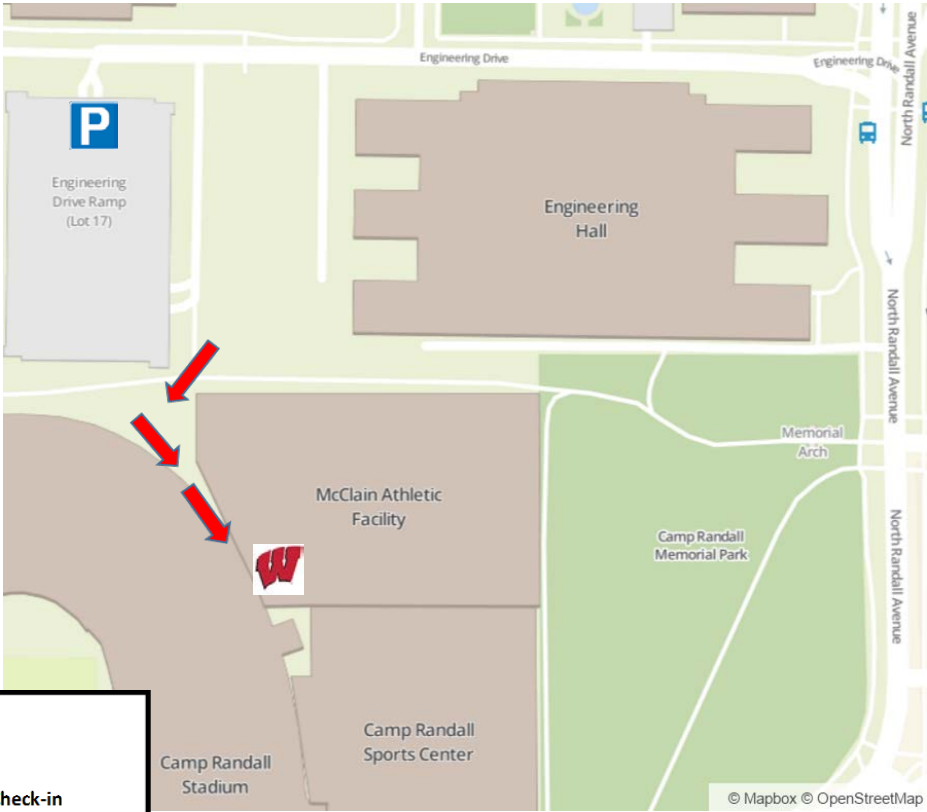 Engineering Drive
Engineering Drive
North Randall Avenue
P
Engineering
Drive Ramp
(Lot 17)
Engineering
Hall
North Randall Avenue
Memorial
Arch
McClain Athletic
Facility
Camp Randall
Memorial Park
North Randall Avenue
W
Camp Randall
Sports Center
Camp Randall
Stadium
heck-in
© Mapbox © OpenStreetMap